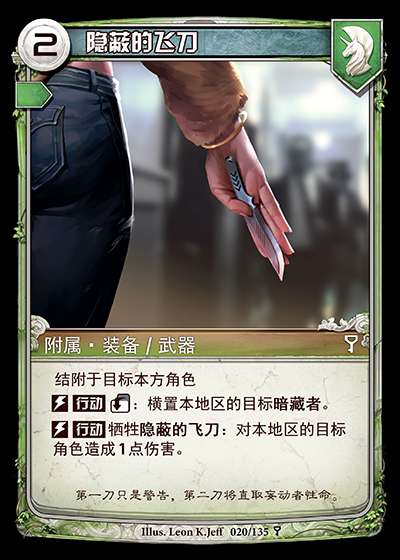 2 隐蔽的飞刀
附属·装备/武器
结附于目标本方角色
行动 ：横置本地区的目标暗藏者。
行动 牺牲隐蔽的飞刀：对本地区的目标
角色造成1点伤害。
第一刀只是警告，第二刀将直取妄动者性命。
Illus. Leon K.Jeff 020/135